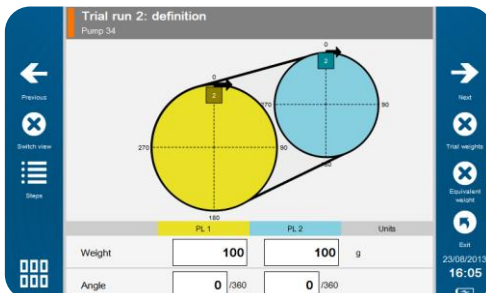 Trial run 2: definition
Pump 34
Previous
Switch view
Steps
0
0
2
2
270
90
270
90
180
180
PL 1 PL 2 Units
Weight 100 100 g
Angle 0 /360 0 /360
Next
Trial weights
Equivalent
weight
Exit
23/08/2013
16:05